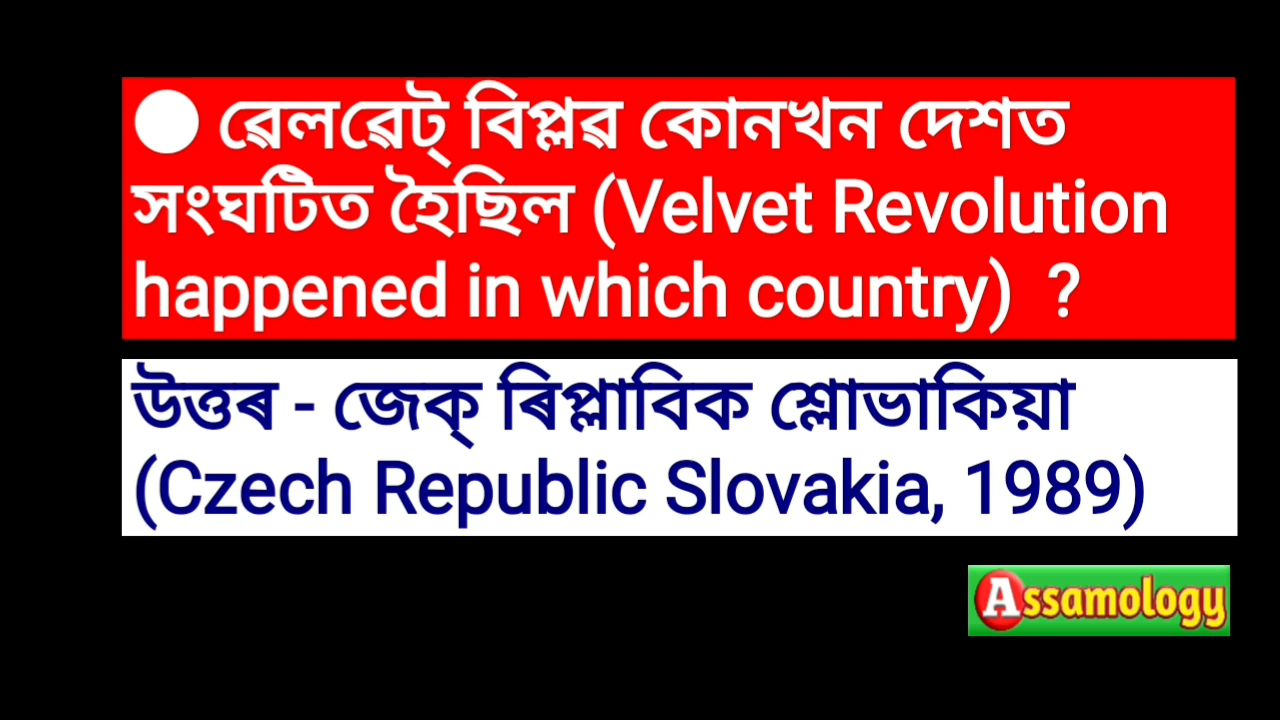 ● ৱেলৱেট্ বিপ্লৱ কোনখন দেশত
সংঘটিত হৈছিল (Velvet Revolution
happened in which country) ?
উত্তৰ - জেক্ ৰিপ্লাবিক শ্লোভাকিয়া
(Czech Republic Slovakia, 1989)
Assamology